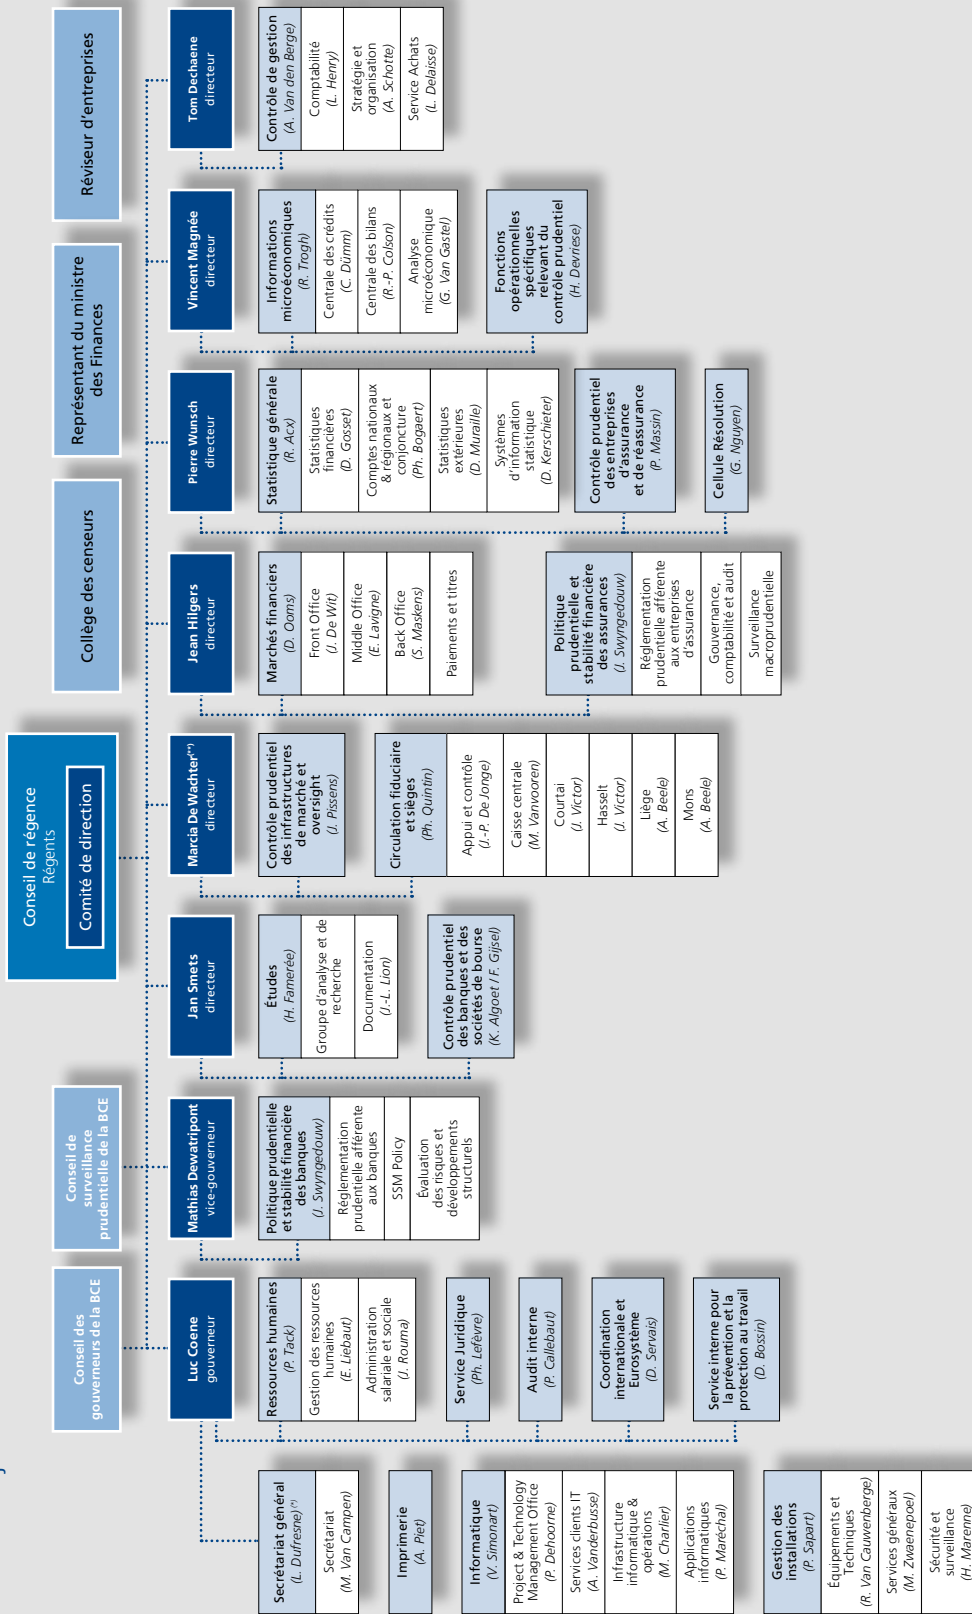 Conseil de régence
Régents
Comité de direction
Conseil des
gouverneurs de la BCE
Conseil de
surveillance
prudentielle de la BCE
Collège des censeurs
Représentant du ministre
des Finances
Réviseur d'entreprises
Luc Coene
gouverneur
Mathias Dewatripont
vice-gouverneur
Jan Smets
directeur
Marcia De Wachter(**)
directeur
Jean Hilgers
directeur
Pierre Wunsch
directeur
Vincent Magnée
directeur
Tom Dechaene
directeur
Secrétariat général
(L. Dufresne) (*)
Secrétariat
(M. Van Campen)
Imprimerie
(A. Piet)
Informatique
(V. Simonart)
Project & Technology
Management Office
(P. Dehoorne)
Services clients IT
(A. Vanderbusse)
Infrastructure
informatique &
opérations
(M. Charlier)
Applications
informatiques
(P. Maréchal)
Gestion des
installations
(P. Sapart)
Équipements et
Techniques
(R. Van Cauwenberge)
Services généraux
(M. Zwaenepoel)
Sécurité et
surveillance
(H. Marenne)
Ressources humaines
(P. Tack)
Gestion des ressources
humaines
(E. Liebaut)
Administration
salariale et sociale
(J. Rouma)
Service Juridique
(Ph. Lefèvre)
Audit interne
(P. Callebaut)
Coordination
internationale et
Eurosystème
(D. Servais)
Service interne pour
la prévention et la
protection au travail
(D. Bossin)
Politique prudentielle
et stabilité financière
des banques
(J. Swyngedouw)
Réglementation
prudentielle afférente
aux banques
SSM Policy
Évaluation
des risques et
développements
structurels
Études
(H. Famerée)
Groupe d'analyse et de
recherche
Documentation
(J.-L. Lion)
Contrôle prudentiel
des banques et des
sociétés de bourse
(K. Algoet / F. Gijsel)
Contrôle prudentiel
des infrastructures
de marché et
oversight
(J. Pissens)
Circulation fiduciaire
et sièges
(Ph. Quintin)
Appui et contrôle
(J.-P. De Jonge)
Caisse centrale
(M. Vanvooren)
Courtai
(J. Victor)
Hasselt
(J. Victor)
Liège
(A. Beele)
Mons
(A. Beele)
Marchés financiers
(D. Ooms)
Front Office
(J. De Wit)
Middle Office
(E. Lavigne)
Back Office
(S. Maskens)
Paiements et titres
Politique
prudentielle et
stabilité financière
des assurances
(J. Swyngedouw)
Réglementation
prudentielle afférente
aux entreprises
d'assurance
Gouvernance,
comptabilité et audit
Surveillance
macroprudentielle
Statistique générale
(R. Acx)
Statistiques
financières
(D. Gosset)
Comptes nationaux
& régionaux et
conjoncture
(Ph. Bogaert)
Statistiques
extérieures
(D. Muraille)
Systèmes
d'information
statistique
(D. Kerschieter)
Contrôle prudentiel
des entreprises
d'assurance
et de réassurance
(P. Massin)
Cellule Résolution
(G. Nguyen)
Informations
microéconomiques
(R. Trogh)
Centrale des crédits
(C. Dümm)
Centrale des bilans
(R.-P. Colson)
Analyse
microéconomique
(G. Van Gastel)
Fonctions
opérationnelles
spécifiques
relevant du
contrôle prudentiel
(H. Devriese)
Contrôle de gestion
(A. Van den Berge)
Comptabilité
(L. Henry)
Stratégie et
organisation
(A. Schotte)
Service Achats
(L. Delaisse)